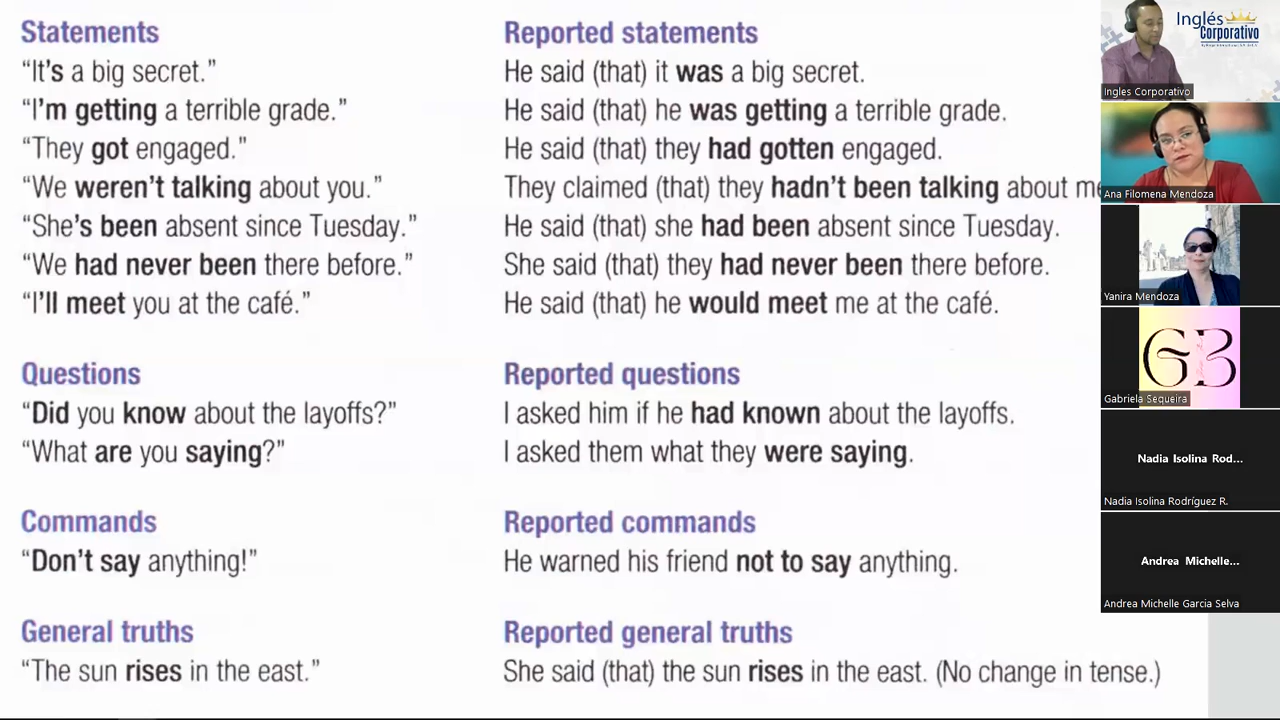 Statements
Reported statements
“It’s a big secret.”
He said (that) it was a big secret.
“I’m getting a terrible grade.”
He said (that) he was getting a terrible grade.
“They got engaged.”
He said (that) they had gotten engaged.
“We weren’t talking about you.”
They claimed (that) they hadn’t been talking about me
“She’s been absent since Tuesday.”
He said (that) she had been absent since Tuesday.
“We had never been there before.”
She said (that) they had never been there before.
“I’ll meet you at the café.”
He said (that) he would meet me at the café.
Questions
Reported questions
“Did you know about the layoffs?”
I asked him if he had known about the layoffs.
“What are you saying?”
I asked them what they were saying.
Commands
Reported commands
“Don’t say anything!”
He warned his friend not to say anything.
General truths
Reported general truths
“The sun rises in the east.”
She said (that) the sun rises in the east. (No change in tense.)
Inglés
Corporativo
Ingles Corporativo
Ana Filomena Mendoza
Yanira Mendoza
GB
Gabriela Sequeira
Nadia Isolina Rod...
Nadia Isolina Rodríguez R.
Andrea Michelle...
Andrea Michelle Garcia Selva